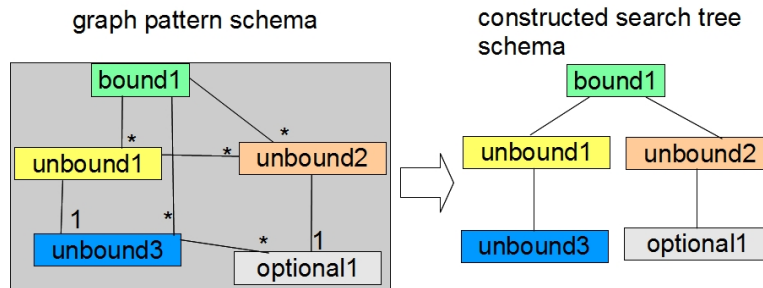 graph pattern schema
constructed search tree
schema
bound1
bound1
*
*
unbound1
*
unbound2
unbound1
unbound2
1
*
*
1
unbound3
optional1
unbound3
optional1